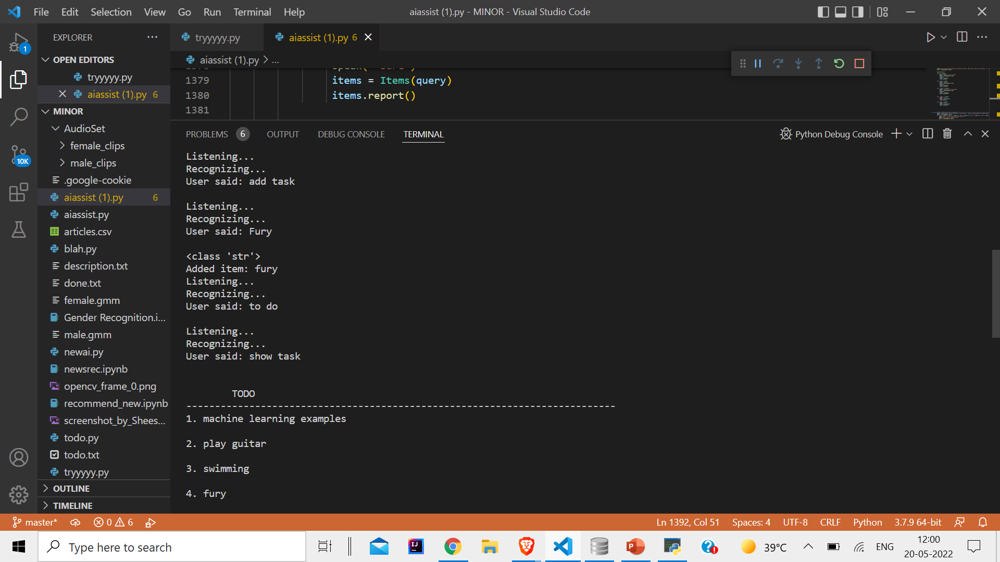 File Edit Selection View Go Run Terminal Help
aiassist (1).py - MINOR - Visual Studio Code
1
10K
EXPLORER
OPEN EDITORS
tryyyyy.py
aiassist (1).py 6
MINOR
AudioSet
female_clips
male_clips
.google-cookie
aiassist (1).py 6
aiassist.py
articles.csv
blah.py
description.txt
done.txt
female.gmm
Gender Recognition.i...
male.gmm
newai.py
newsrec.ipynb
opencv_frame_0.png
recommend_new.ipynb
screenshot_by_Shees...
todo.py
todo.txt
tryyyyy.py
OUTLINE
TIMELINE
tryyyyy.py
aiassist (1).py 6
aiassist (1).py > ...
1379 items = Items(query)
1380 items.report()
1381
PROBLEMS 6 OUTPUT DEBUG CONSOLE TERMINAL
Python Debug Console
Listening...
Recognizing...
User said: add task
Listening...
Recognizing...
User said: Fury
<class 'str'>
Added item: fury
Listening...
Recognizing...
User said: to do
Listening...
Recognizing...
User said: show task
TODO
---------------------------------------------------------------------------
1. machine learning examples
2. play guitar
3. swimming
4. fury
master* 0 6
Ln 1392, Col 51 Spaces: 4 UTF-8 CRLF Python 3.7.9 64-bit
Type here to search
39°C ENG
12:00
20-05-2022